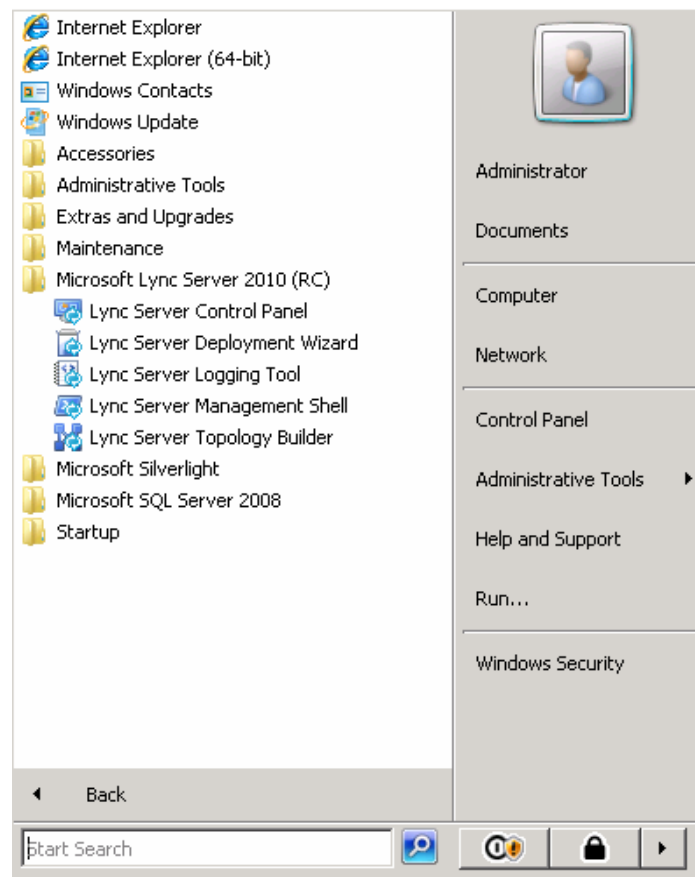 Internet Explorer
Internet Explorer (64-bit)
Windows Contacts
Windows Update
Accessories
Administrative Tools
Extras and Upgrades
Maintenance
Microsoft Lync Server 2010 (RC)
Lync Server Control Panel
Lync Server Deployment Wizard
Lync Server Logging Tool
Lync Server Management Shell
Lync Server Topology Builder
Microsoft Silverlight
Microsoft SQL Server 2008
Startup
Back
Start Search
Administrator
Documents
Computer
Network
Control Panel
Administrative Tools
Help and Support
Run...
Windows Security